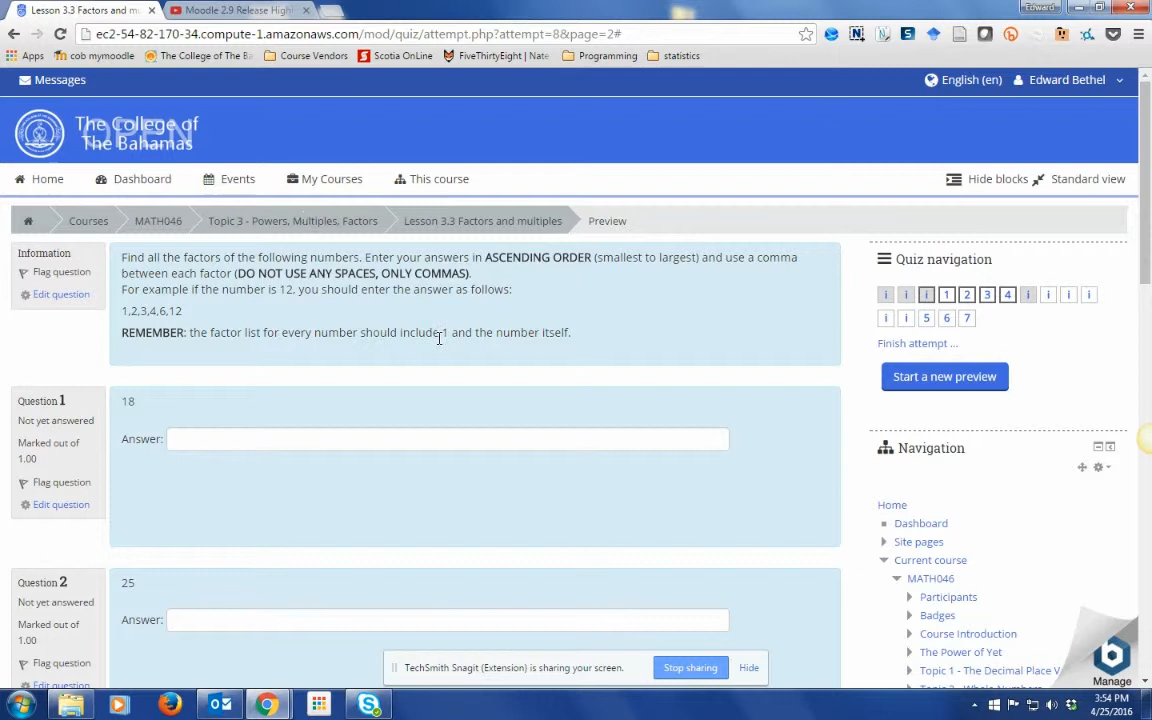 Lesson 3.3 Factors and m
Moodle 2.9 Release High
Edward
ec2-54-82-170-34.compute-1.amazonaws.com/mod/quiz/attempt.php?attempt=8&page=2#
Apps
cob mymoodle
The College of The Ba
Course Vendors
Scotia OnLine
FiveThirtyEight | Nate
Programming
statistics
Messages
English (en)
Edward Bethel
The College of
The Bahamas
OPEN
Home
Dashboard
Events
My Courses
This course
Hide blocks
Standard view
Courses
MATH046
Topic 3 - Powers, Multiples, Factors
Lesson 3.3 Factors and multiples
Preview
Information
Flag question
Edit question
Find all the factors of the following numbers. Enter your answers in ASCENDING ORDER (smallest to largest) and use a comma
between each factor (DO NOT USE ANY SPACES, ONLY COMMAS).
For example if the number is 12, you should enter the answer as follows:
1,2,3,4,6,12
REMEMBER: the factor list for every number should include 1 and the number itself.
Question 1
Not yet answered
Marked out of
1.00
Flag question
Edit question
18
Answer:
Question 2
Not yet answered
Marked out of
1.00
Flag question
25
Answer:
Quiz navigation
i i i 1 2 3 4 i i i i
i i 5 6 7
Finish attempt ...
Start a new preview
Navigation
Home
Dashboard
Site pages
Current course
MATH046
Participants
Badges
Course Introduction
The Power of Yet
Topic 1 - The Decimal Place V
Manage
TechSmith Snagit (Extension) is sharing your screen.
Stop sharing
Hide
3:54 PM
4/25/2016